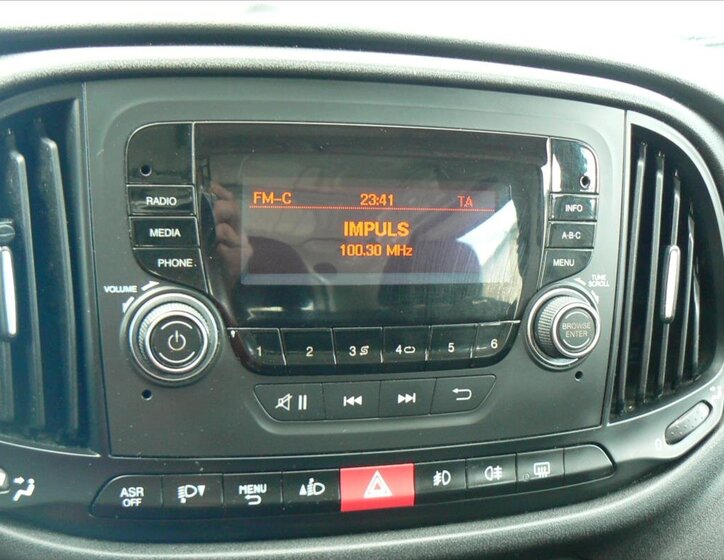 FM-C 23:41 TA
IMPULS
100.30 MHz
RADIO
MEDIA
PHONE
INFO
A-B-C
MENU
VOLUME
TUNE
SCROLL
BROWSE
ENTER
1 2 3 4 5 6
ASR
OFF
MENU